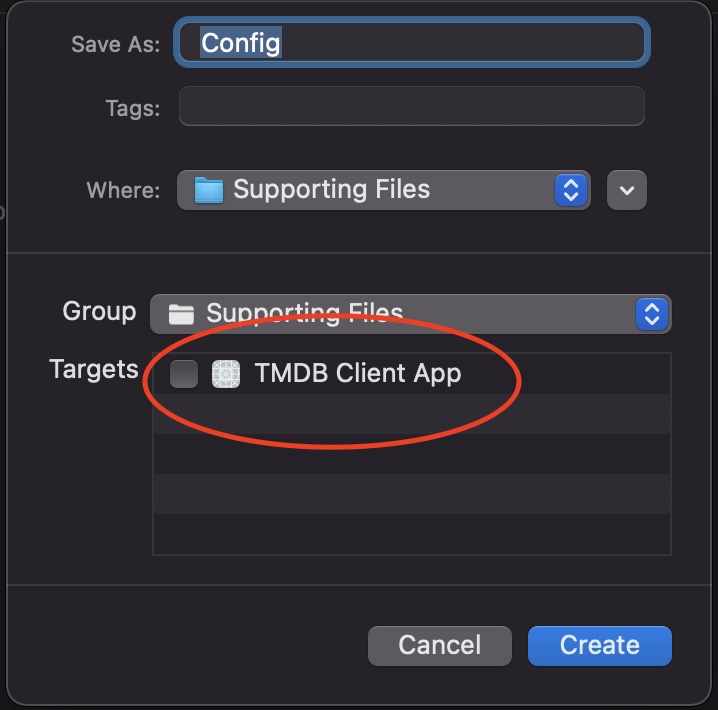 Save As: Config
Tags:
Where: Supporting Files
Group Supporting Files
Targets TMDB Client App
Cancel Create